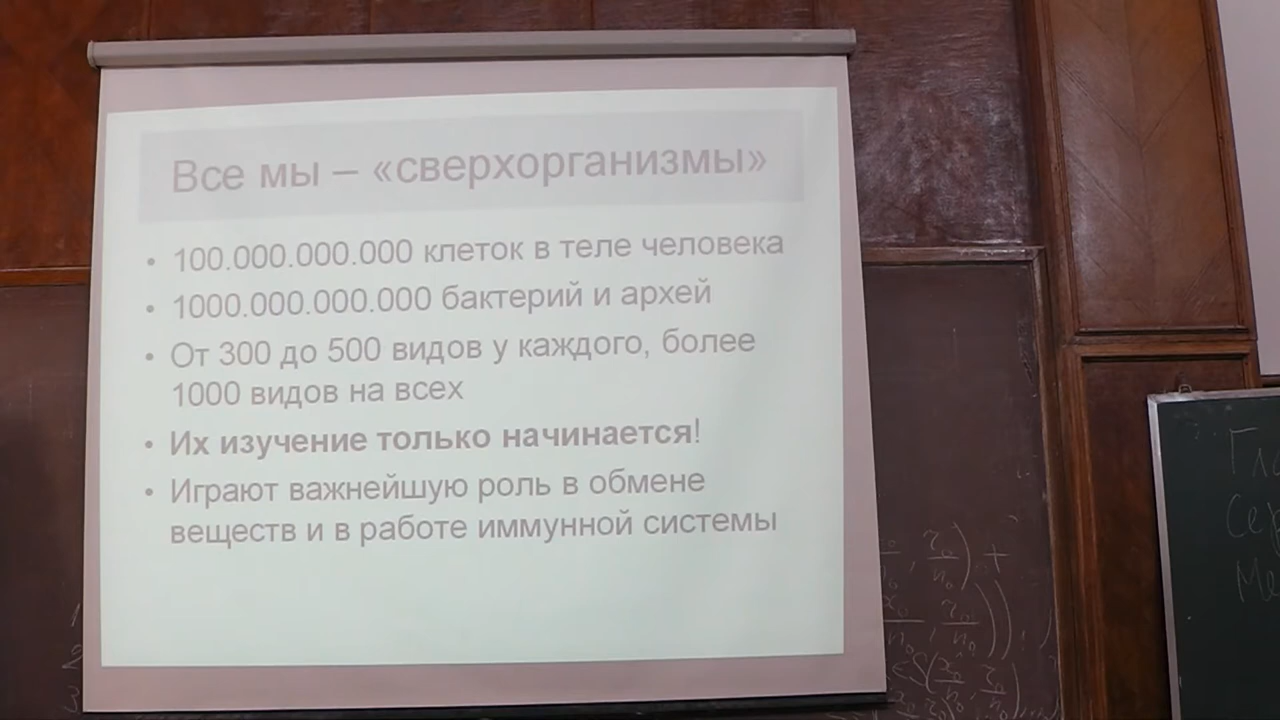 Все мы – «сверхорганизмы»
• 100.000.000.000 клеток в теле человека
• 1000.000.000.000 бактерий и архей
• От 300 до 500 видов у каждого, более
1000 видов на всех
• Их изучение только начинается!
• Играют важнейшую роль в обмене
веществ и в работе иммунной системы